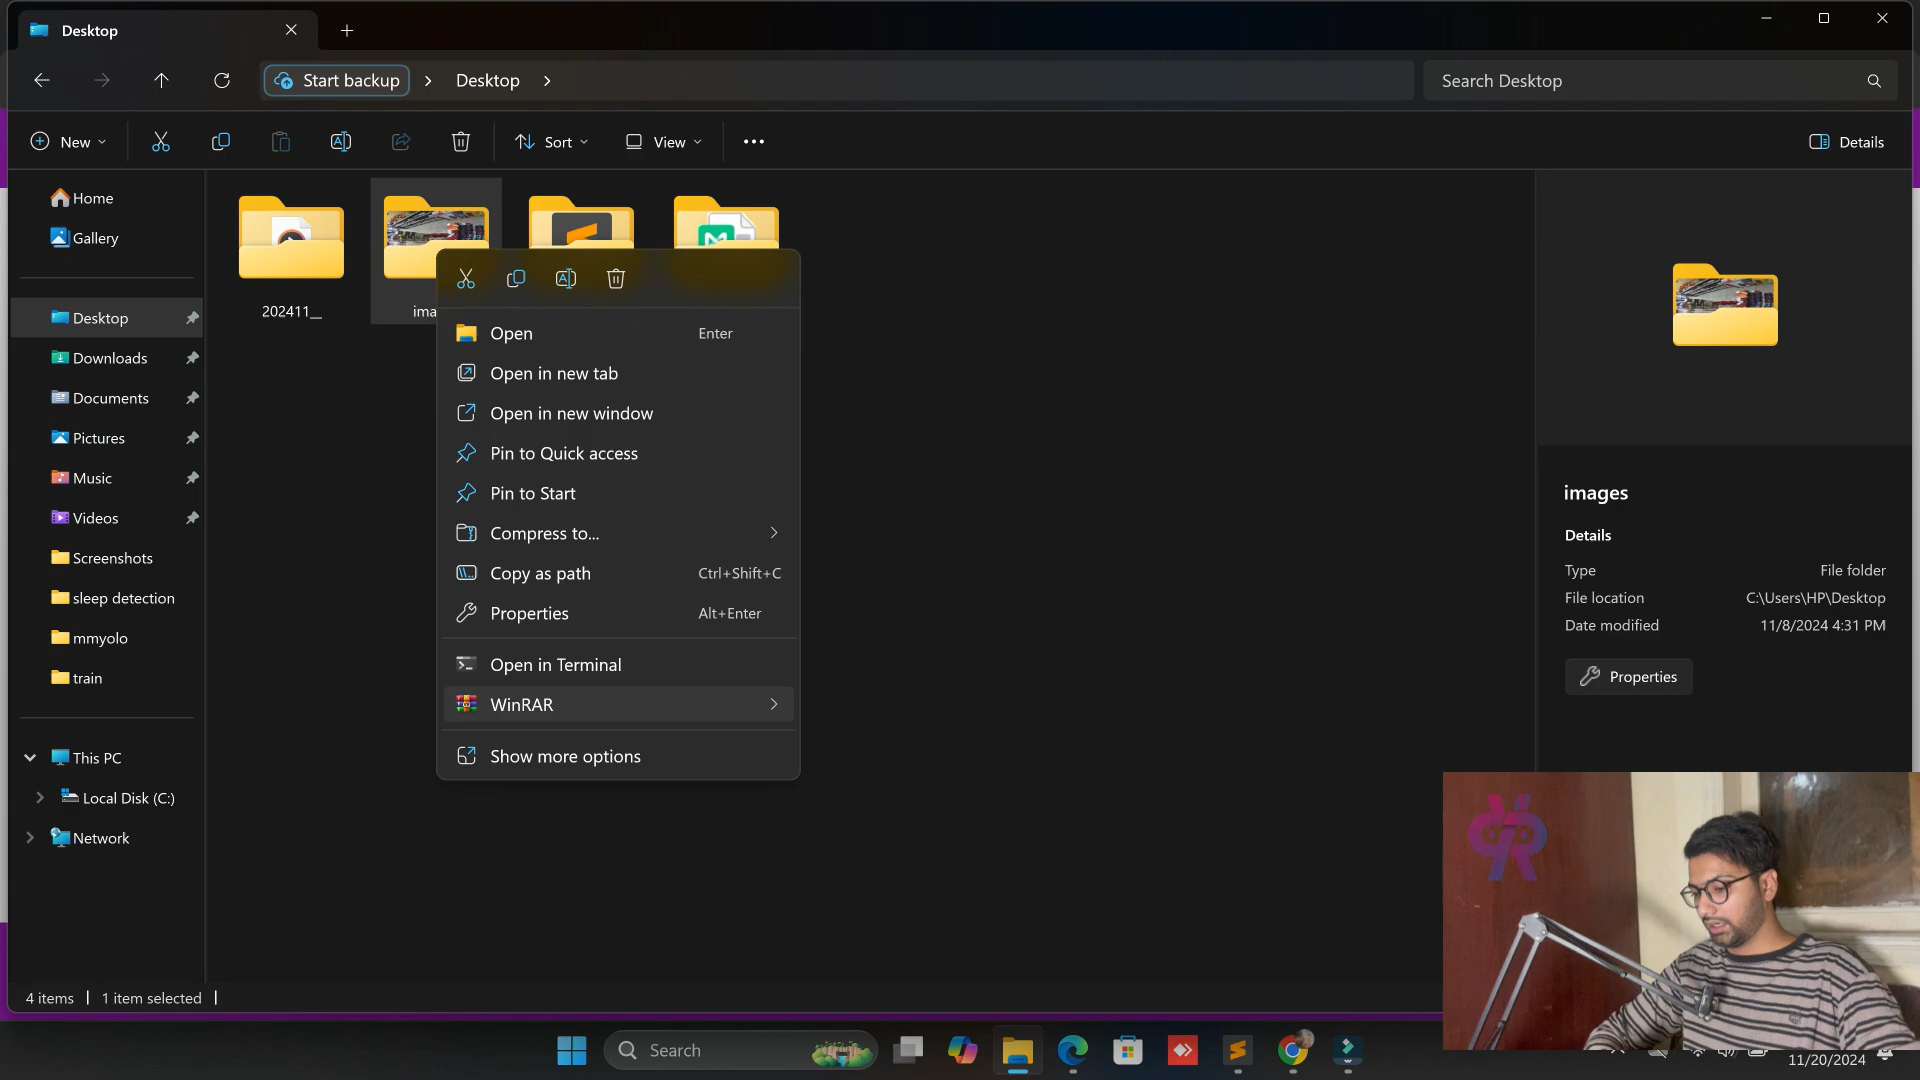 Desktop
Start backup
Desktop
Search Desktop
New
Sort
View
Details
Home
Gallery
Desktop
Downloads
Documents
Pictures
Music
Videos
Screenshots
sleep detection
mmyolo
train
This PC
Local Disk (C:)
Network
202411__
ima
Open Enter
Open in new tab
Open in new window
Pin to Quick access
Pin to Start
Compress to...
Copy as path Ctrl+Shift+C
Properties Alt+Enter
Open in Terminal
WinRAR
Show more options
images
Details
Type File folder
File location C:\Users\HP\Desktop
Date modified 11/8/2024 4:31 PM
Properties
4 items 1 item selected
Search
11/20/2024